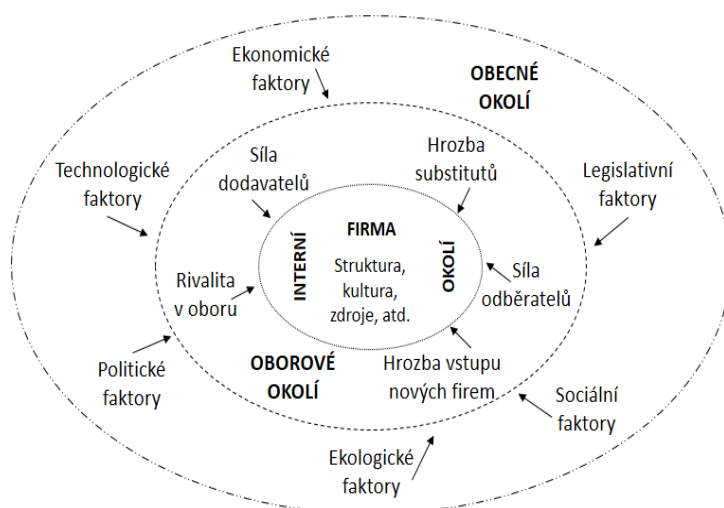 Ekonomické
faktory
OBECNÉ
OKOLÍ
Síla
dodavatelů
Hrozba
substitutů
Technologické
faktory
Legislativní
faktory
FIRMA
INTERNÍ
OKOLÍ
Struktura,
kultura,
zdroje, atd.
Rivalita
v oboru
Síla
odběratelů
Politické
faktory
OBOROVÉ
OKOLÍ
Hrozba vstupu
nových firem
Sociální
faktory
Ekologické
faktory